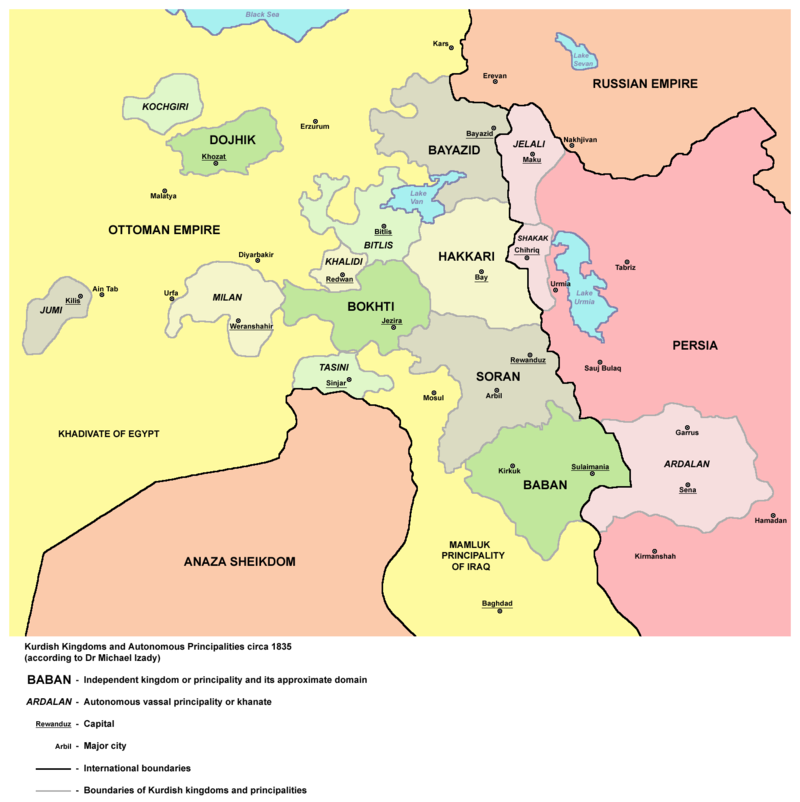 Black Sea
Kars
Lake
Sevan
Erevan
RUSSIAN EMPIRE
KOCHGIRI
Erzurum
DOJHIK
Khozat
Bayazid
BAYAZID
JELALI
Maku
Nakhjivan
Malatya
Lake
Van
OTTOMAN EMPIRE
Bitlis
BITLIS
SHAKAK
Chihriq
HAKKARI
Bay
Diyarbakir
KHALIDI
Redwan
Tabriz
Urmia
Lake
Urmia
Ain Tab
Kilis
JUMI
Urfa
MILAN
Weranshahir
BOKHTI
Jezira
PERSIA
Rewanduz
SORAN
Arbil
Sauj Bulaq
TASINI
Sinjar
Mosul
KHADIVATE OF EGYPT
Garrus
ARDALAN
Sena
Kirkuk
Sulaimania
BABAN
Hamadan
MAMLUK
PRINCIPALITY
OF IRAQ
Kirmanshah
ANAZA SHEIKDOM
Baghdad
Kurdish Kingdoms and Autonomous Principalities circa 1835
(according to Dr Michael Izady)
BABAN - Independent kingdom or principality and its approximate domain
ARDALAN - Autonomous vassal principality or khanate
Rewanduz - Capital
Arbil - Major city
- International boundaries
- Boundaries of Kurdish kingdoms and principalities